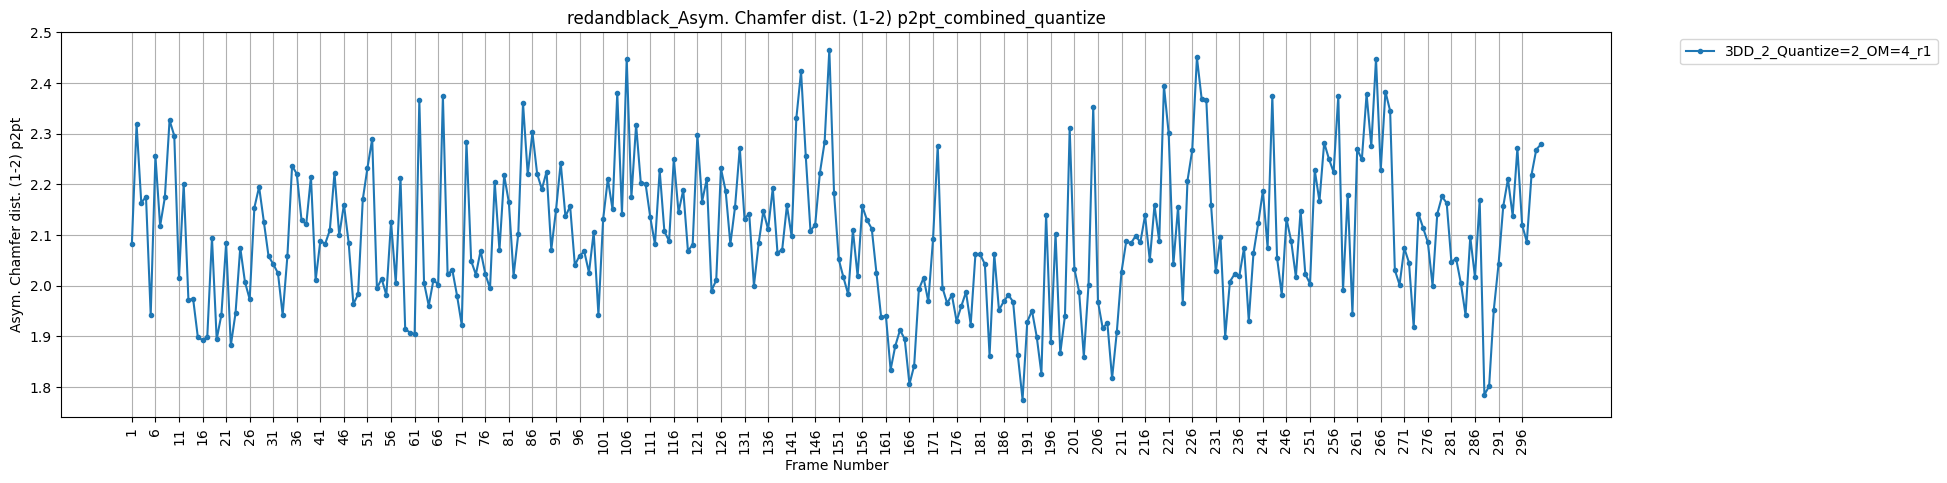 redandblack_Asym. Chamfer dist. (1-2) p2pt_combined_quantize
3DD_2_Quantize=2_OM=4_r1
Asym. Chamfer dist. (1-2) p2pt
2.5
2.4
2.3
2.2
2.1
2.0
1.9
1.8
1 6 11 16 21 26 31 36 41 46 51 56 61 66 71 76 81 86 91 96 101 106 111 116 121 126 131 136 141 146 151 156 161 166 171 176 181 186 191 196 201 206 211 216 221 226 231 236 241 246 251 256 261 266 271 276 281 286 291 296
Frame Number